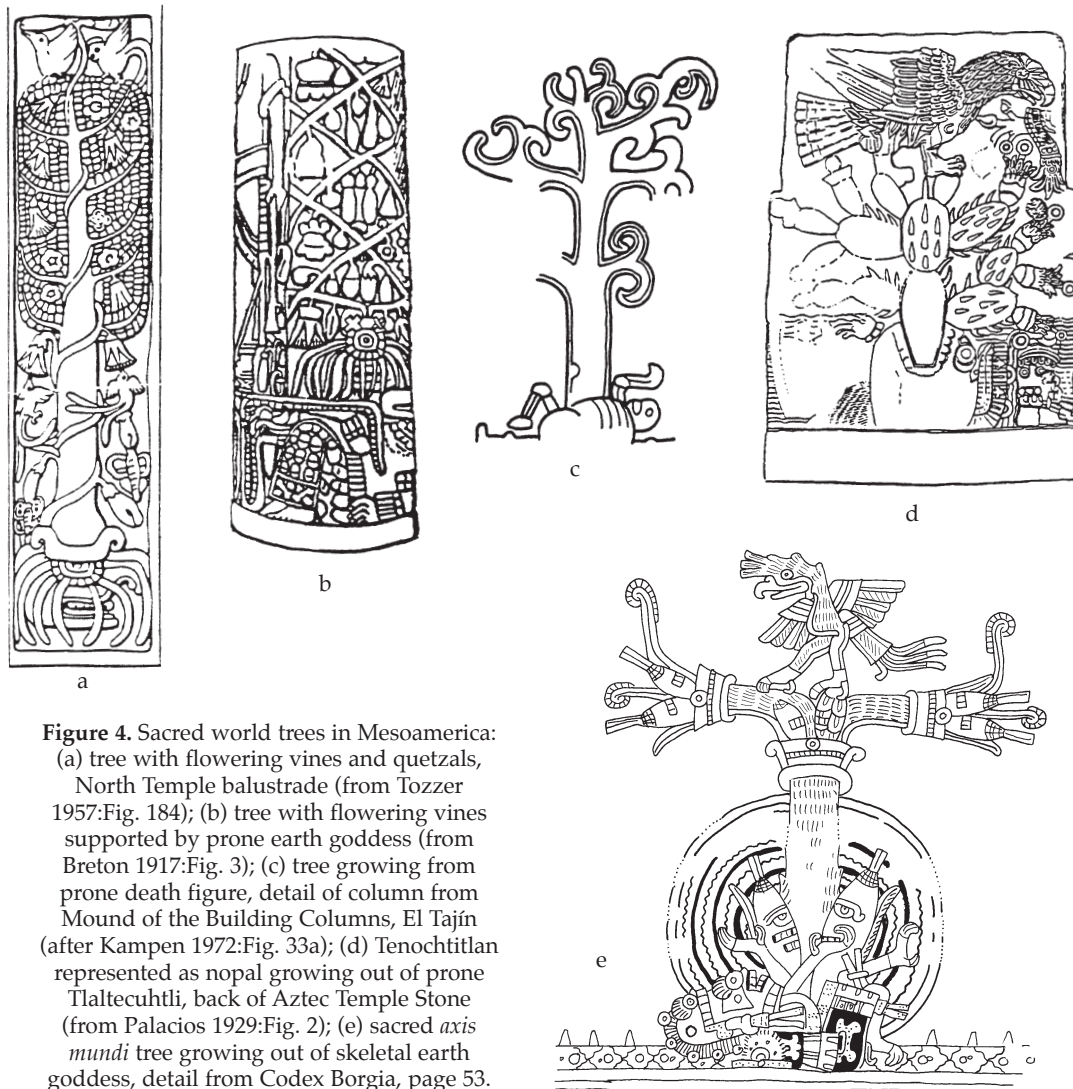 a
b
c
d
e
Figure 4. Sacred world trees in Mesoamerica:
(a) tree with flowering vines and quetzals,
North Temple balustrade (from Tozzer
1957:Fig. 184); (b) tree with flowering vines
supported by prone earth goddess (from
Breton 1917:Fig. 3); (c) tree growing from
prone death figure, detail of column from
Mound of the Building Columns, El Tajín
(after Kampen 1972:Fig. 33a); (d) Tenochtitlan
represented as nopal growing out of prone
Tlaltecuhtli, back of Aztec Temple Stone
(from Palacios 1929:Fig. 2); (e) sacred axis
mundi tree growing out of skeletal earth
goddess, detail from Codex Borgia, page 53.